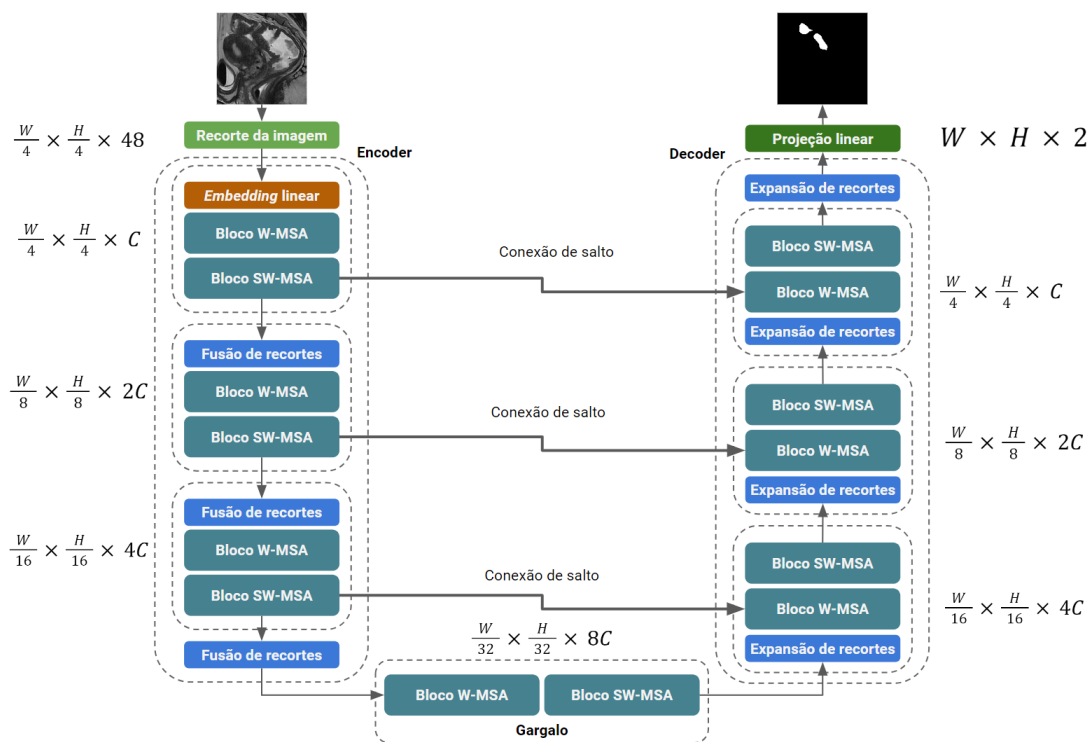 Recorte da imagem
W/4 × H/4 × 48
Encoder
Embedding linear
Bloco W-MSA
W/4 × H/4 × C
Bloco SW-MSA
Fusão de recortes
Bloco W-MSA
W/8 × H/8 × 2C
Bloco SW-MSA
Fusão de recortes
Bloco W-MSA
W/16 × H/16 × 4C
Bloco SW-MSA
Fusão de recortes
Conexão de salto
Conexão de salto
Conexão de salto
W/32 × H/32 × 8C
Bloco W-MSA
Bloco SW-MSA
Gargalo
Projeção linear
W × H × 2
Decoder
Expansão de recortes
Bloco SW-MSA
Bloco W-MSA
W/4 × H/4 × C
Expansão de recortes
Bloco SW-MSA
Bloco W-MSA
W/8 × H/8 × 2C
Expansão de recortes
Bloco SW-MSA
Bloco W-MSA
W/16 × H/16 × 4C
Expansão de recortes